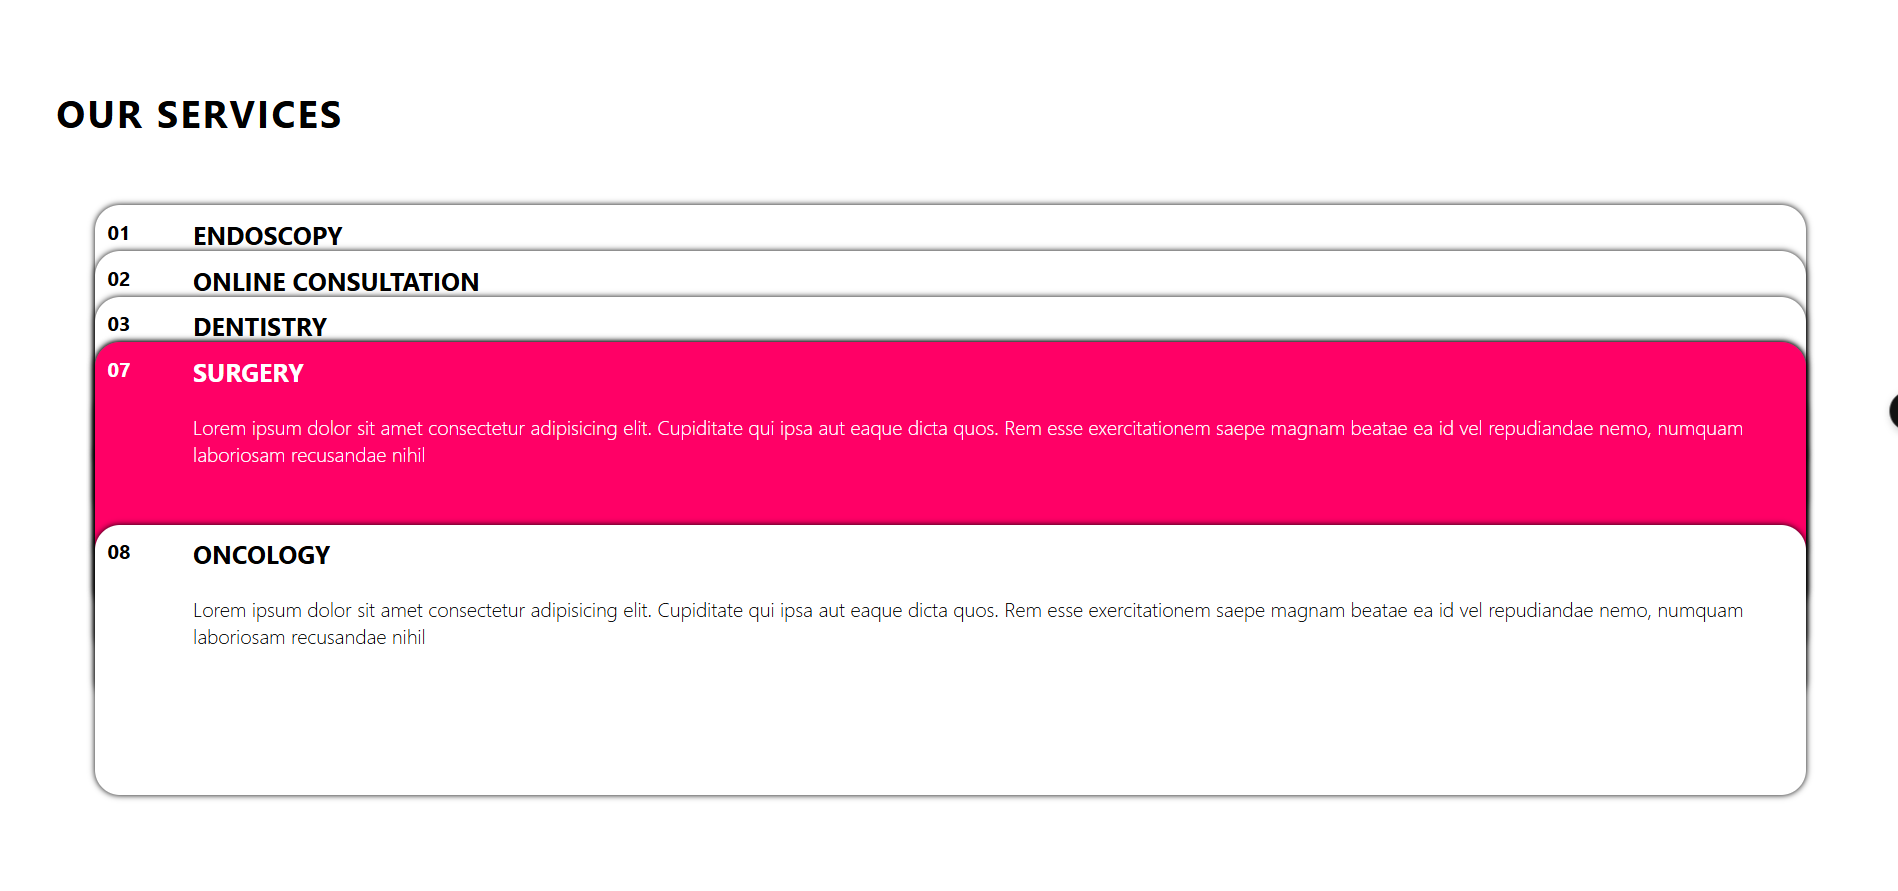 OUR SERVICES
01 ENDOSCOPY
02 ONLINE CONSULTATION
03 DENTISTRY
07 SURGERY
Lorem ipsum dolor sit amet consectetur adipisicing elit. Cupiditate qui ipsa aut eaque dicta quos. Rem esse exercitationem saepe magnam beatae ea id vel repudiandae nemo, numquam
laboriosam recusandae nihil
08 ONCOLOGY
Lorem ipsum dolor sit amet consectetur adipisicing elit. Cupiditate qui ipsa aut eaque dicta quos. Rem esse exercitationem saepe magnam beatae ea id vel repudiandae nemo, numquam
laboriosam recusandae nihil